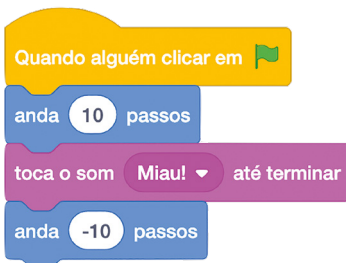 Quando alguém clicar em
anda 10 passos
toca o som Miau! até terminar
anda -10 passos